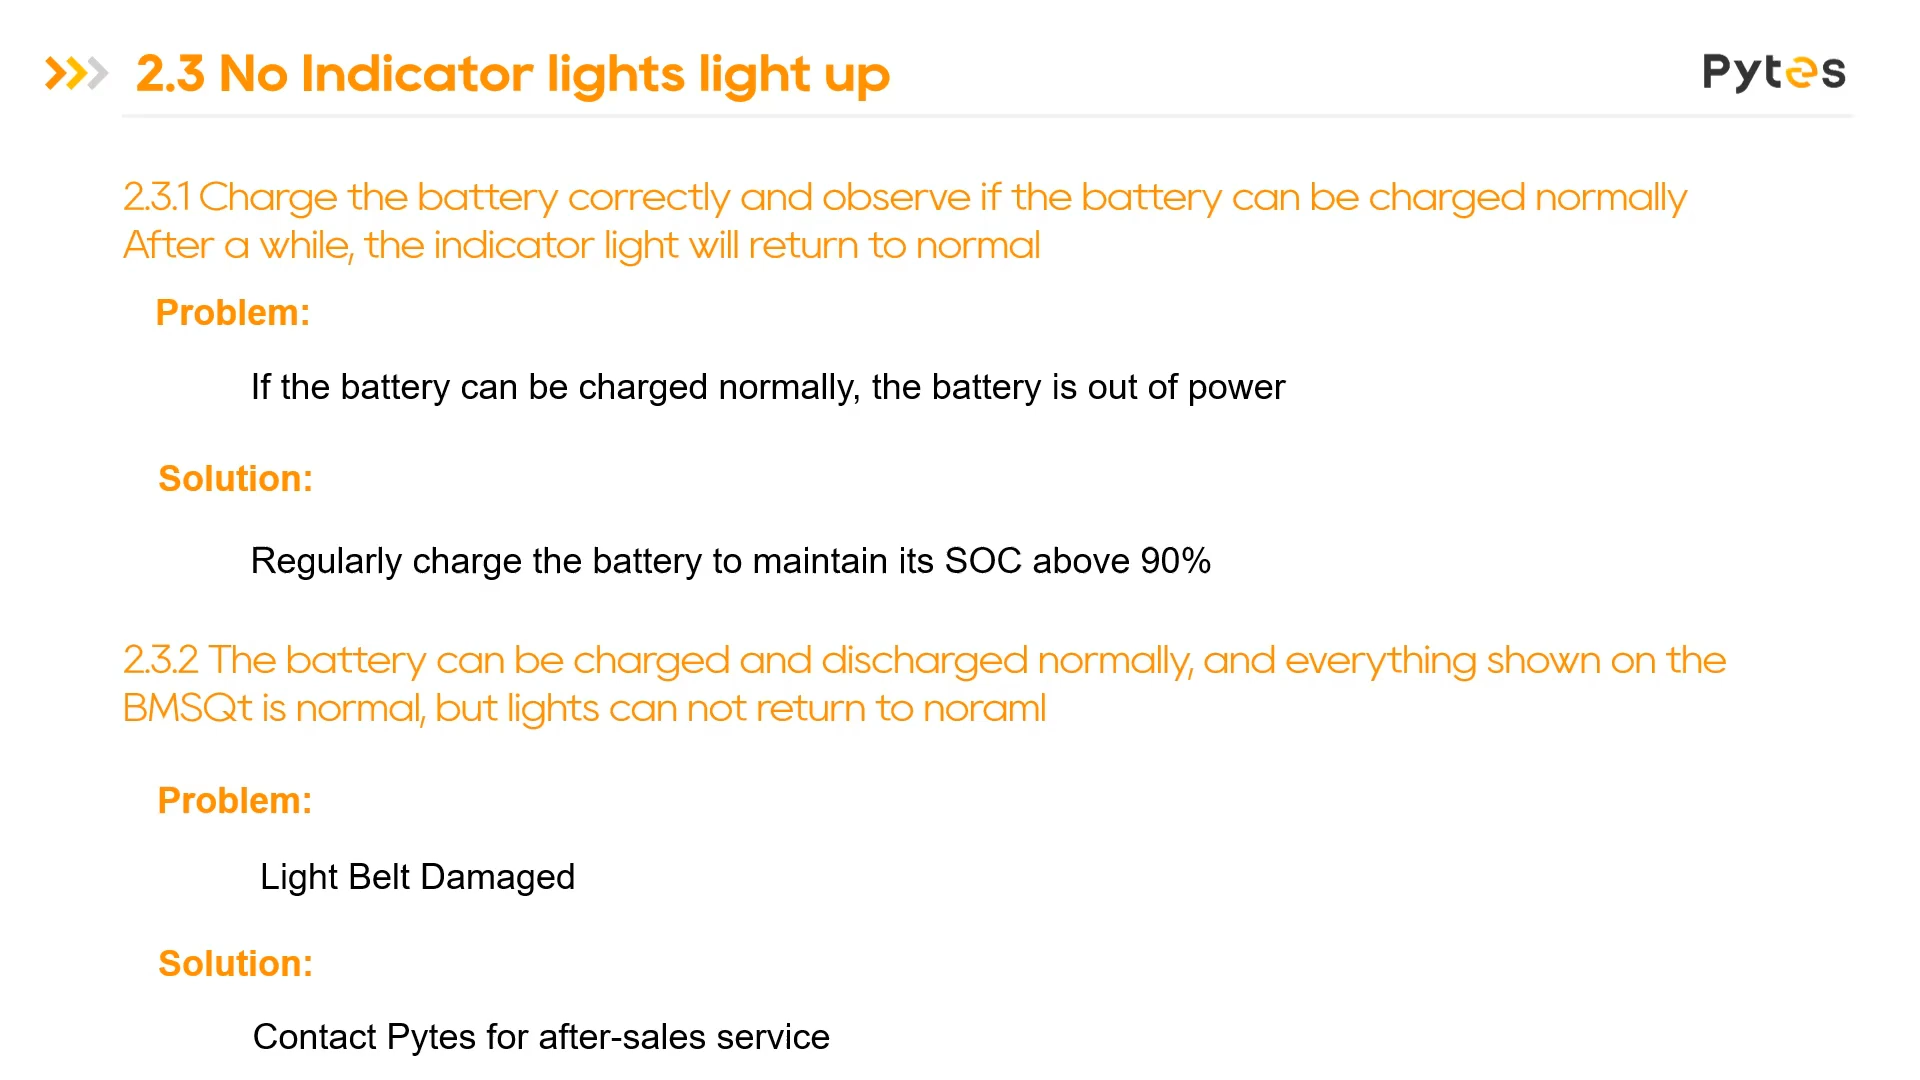 2.3 No Indicator lights light up
Pytes
2.3.1 Charge the battery correctly and observe if the battery can be charged normally
After a while, the indicator light will return to normal
Problem:
If the battery can be charged normally, the battery is out of power
Solution:
Regularly charge the battery to maintain its SOC above 90%
2.3.2 The battery can be charged and discharged normally, and everything shown on the
BMSQt is normal, but lights can not return to noraml
Problem:
Light Belt Damaged
Solution:
Contact Pytes for after-sales service